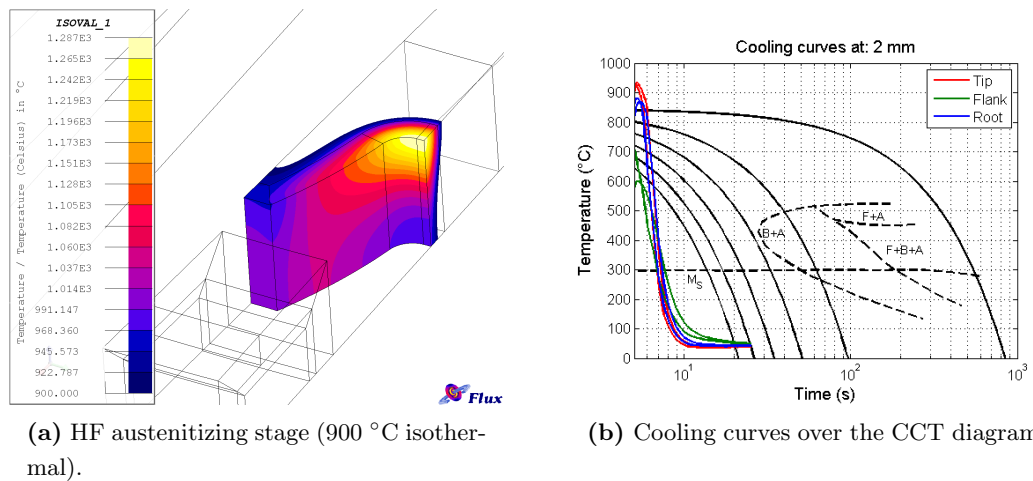 ISOVAL_1
Temperature / Temperature (Celsius) in °C
1.287E3
1.265E3
1.242E3
1.219E3
1.196E3
1.173E3
1.151E3
1.128E3
1.105E3
1.082E3
1.060E3
1.037E3
1.014E3
991.147
968.360
945.573
922.787
900.000
Flux
(a) HF austenitizing stage (900 °C isother-
mal).
Cooling curves at: 2 mm
Temperature (°C)
1000
900
800
700
600
500
400
300
200
100
0
Tip
Flank
Root
F+A
B+A
F+B+A
MS
10¹
10²
10³
Time (s)
(b) Cooling curves over the CCT diagram